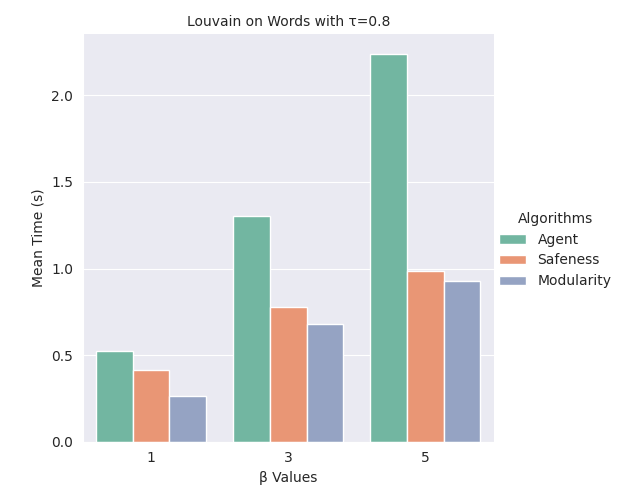 Louvain on Words with τ=0.8
Mean Time (s)
2.0
1.5
1.0
0.5
0.0
1
3
5
β Values
Algorithms
Agent
Safeness
Modularity